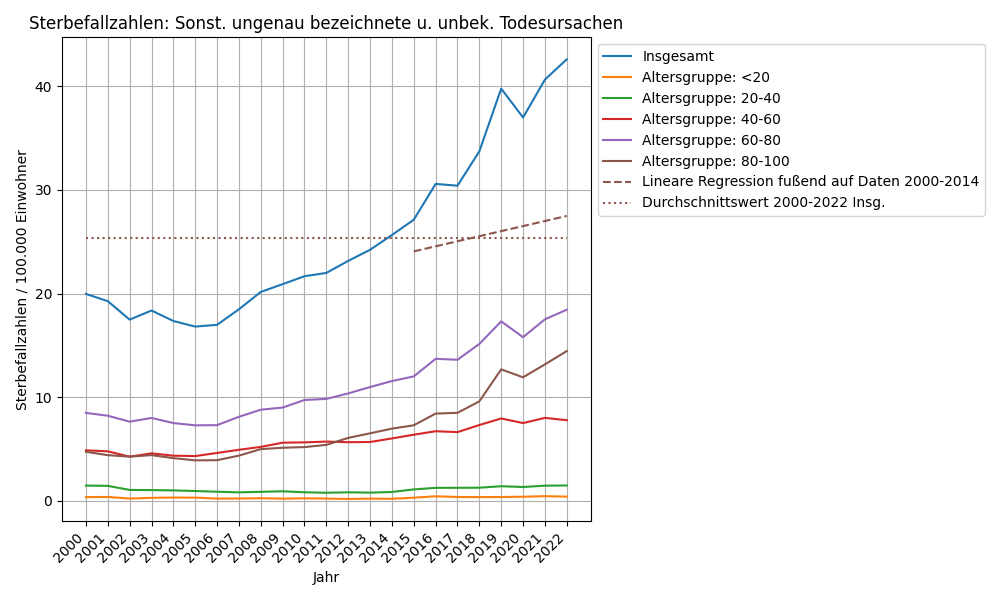 Sterbefallzahlen: Sonst. ungenau bezeichnete u. unbek. Todesursachen
Sterbefallzahlen / 100.000 Einwohner
40
30
20
10
0
2000
2001
2002
2003
2004
2005
2006
2007
2008
2009
2010
2011
2012
2013
2014
2015
2016
2017
2018
2019
2020
2021
2022
Jahr
Insgesamt
Altersgruppe: <20
Altersgruppe: 20-40
Altersgruppe: 40-60
Altersgruppe: 60-80
Altersgruppe: 80-100
Lineare Regression fußend auf Daten 2000-2014
Durchschnittswert 2000-2022 Insg.